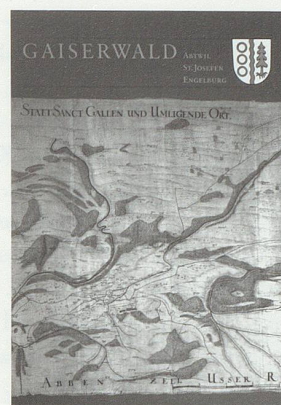 GAISERWALD
ABTWIL
ST. JOSEFEN
ENGELBURG
STATT SANCT GALLEN UND UMLIGENDE ORT.
ABBEN ZELL USSER R